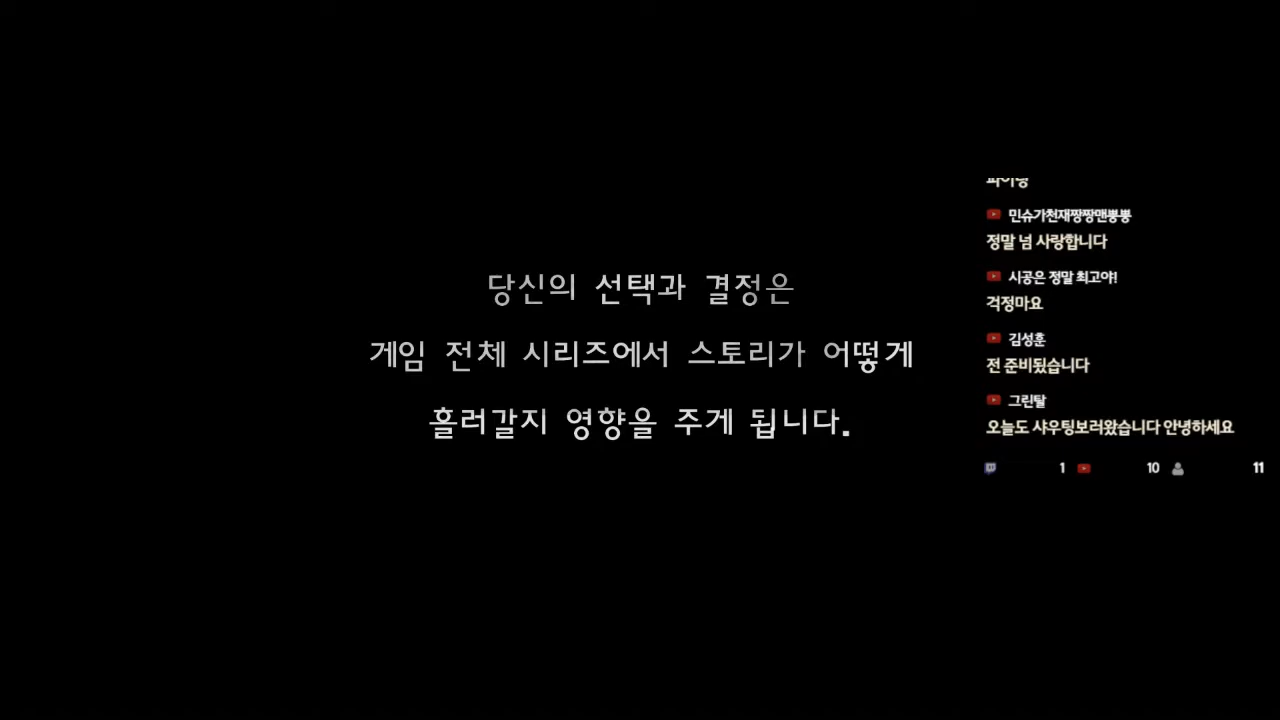 당신의 선택과 결정은
게임 전체 시리즈에서 스토리가 어떻게
흘러갈지 영향을 주게 됩니다.
파이팅
민슈가천재짱짱맨뿡뿡
정말 넘 사랑합니다
시공은 정말 최고야!
걱정마요
김성훈
전 준비됐습니다
그린탈
오늘도 샤우팅보러왔습니다 안녕하세요
1 10 11